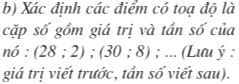 b) Xác định các điểm có toạ độ là
cặp số gồm giá trị và tần số của
nó : (28 ; 2) ; (30 ; 8) ; ... (Lưu ý :
giá trị viết trước, tần số viết sau).